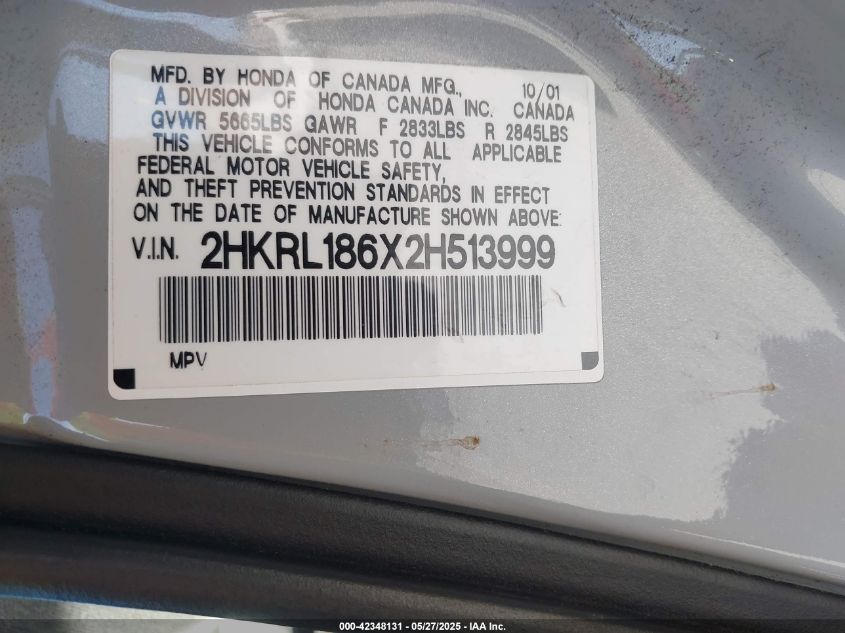 MFD. BY HONDA OF CANADA MFG., 10/01
A DIVISION OF HONDA CANADA INC. CANADA
GVWR 5665LBS GAWR F 2833LBS R 2845LBS
THIS VEHICLE CONFORMS TO ALL APPLICABLE
FEDERAL MOTOR VEHICLE SAFETY,
AND THEFT PREVENTION STANDARDS IN EFFECT
ON THE DATE OF MANUFACTURE SHOWN ABOVE:
V.I.N. 2HKRL186X2H513999
MPV
000-42348131 - 05/27/2025 - IAA Inc.